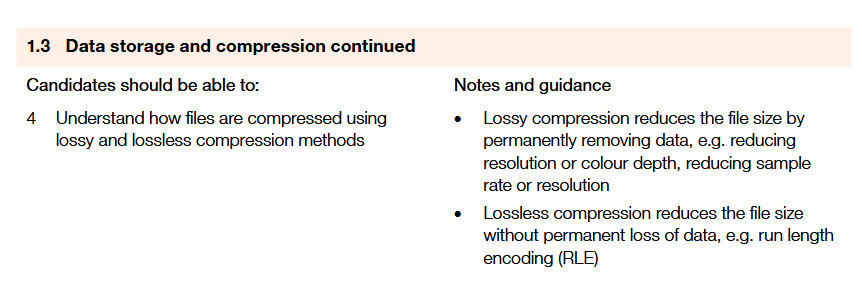 1.3 Data storage and compression continued
Candidates should be able to:
4 Understand how files are compressed using
lossy and lossless compression methods
Notes and guidance
• Lossy compression reduces the file size by
permanently removing data, e.g. reducing
resolution or colour depth, reducing sample
rate or resolution
• Lossless compression reduces the file size
without permanent loss of data, e.g. run length
encoding (RLE)